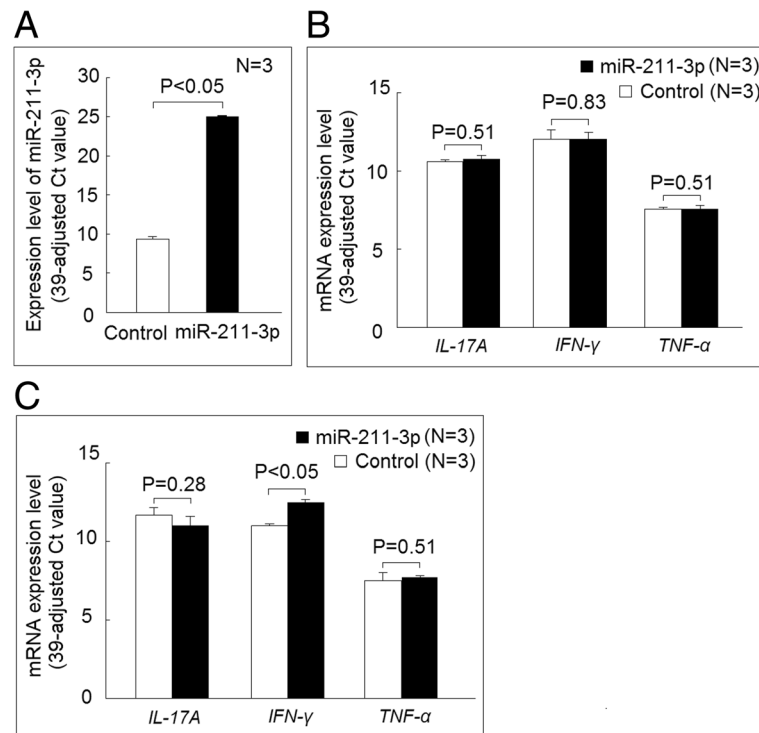 A
N=3
P<0.05
Expression level of miR-211-3p
(39-adjusted Ct value)
30
25
20
15
10
5
0
Control miR-211-3p
B
miR-211-3p (N=3)
Control (N=3)
mRNA expression level
(39-adjusted Ct value)
15
10
5
0
P=0.51
P=0.83
P=0.51
IL-17A IFN-γ TNF-α
C
miR-211-3p (N=3)
Control (N=3)
mRNA expression level
(39-adjusted Ct value)
15
10
5
0
P=0.28
P<0.05
P=0.51
IL-17A IFN-γ TNF-α